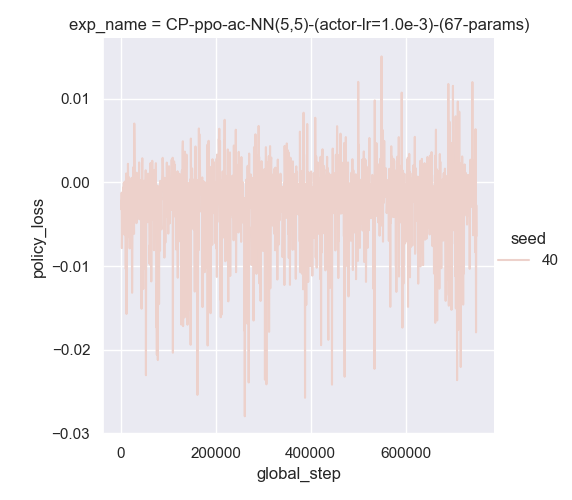 exp_name = CP-ppo-ac-NN(5,5)-(actor-lr=1.0e-3)-(67-params)
0.01
0.00
−0.01
−0.02
−0.03
policy_loss
0
200000
400000
600000
global_step
seed
40